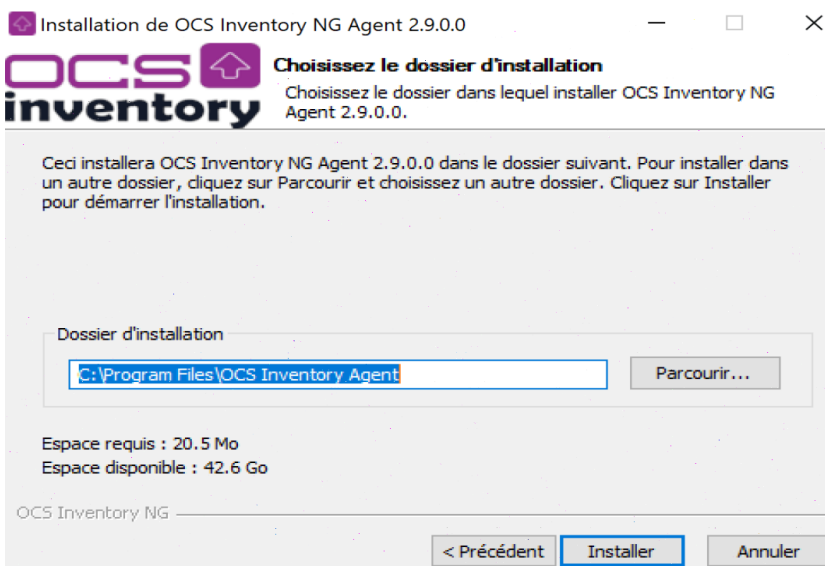 Installation de OCS Inventory NG Agent 2.9.0.0
OCS
inventory
Choisissez le dossier d'installation
Choisissez le dossier dans lequel installer OCS Inventory NG
Agent 2.9.0.0.
Ceci installera OCS Inventory NG Agent 2.9.0.0 dans le dossier suivant. Pour installer dans
un autre dossier, cliquez sur Parcourir et choisissez un autre dossier. Cliquez sur Installer
pour démarrer l'installation.
Dossier d'installation
C:\Program Files\OCS Inventory Agent
Parcourir...
Espace requis : 20.5 Mo
Espace disponible : 42.6 Go
OCS Inventory NG
< Précédent
Installer
Annuler